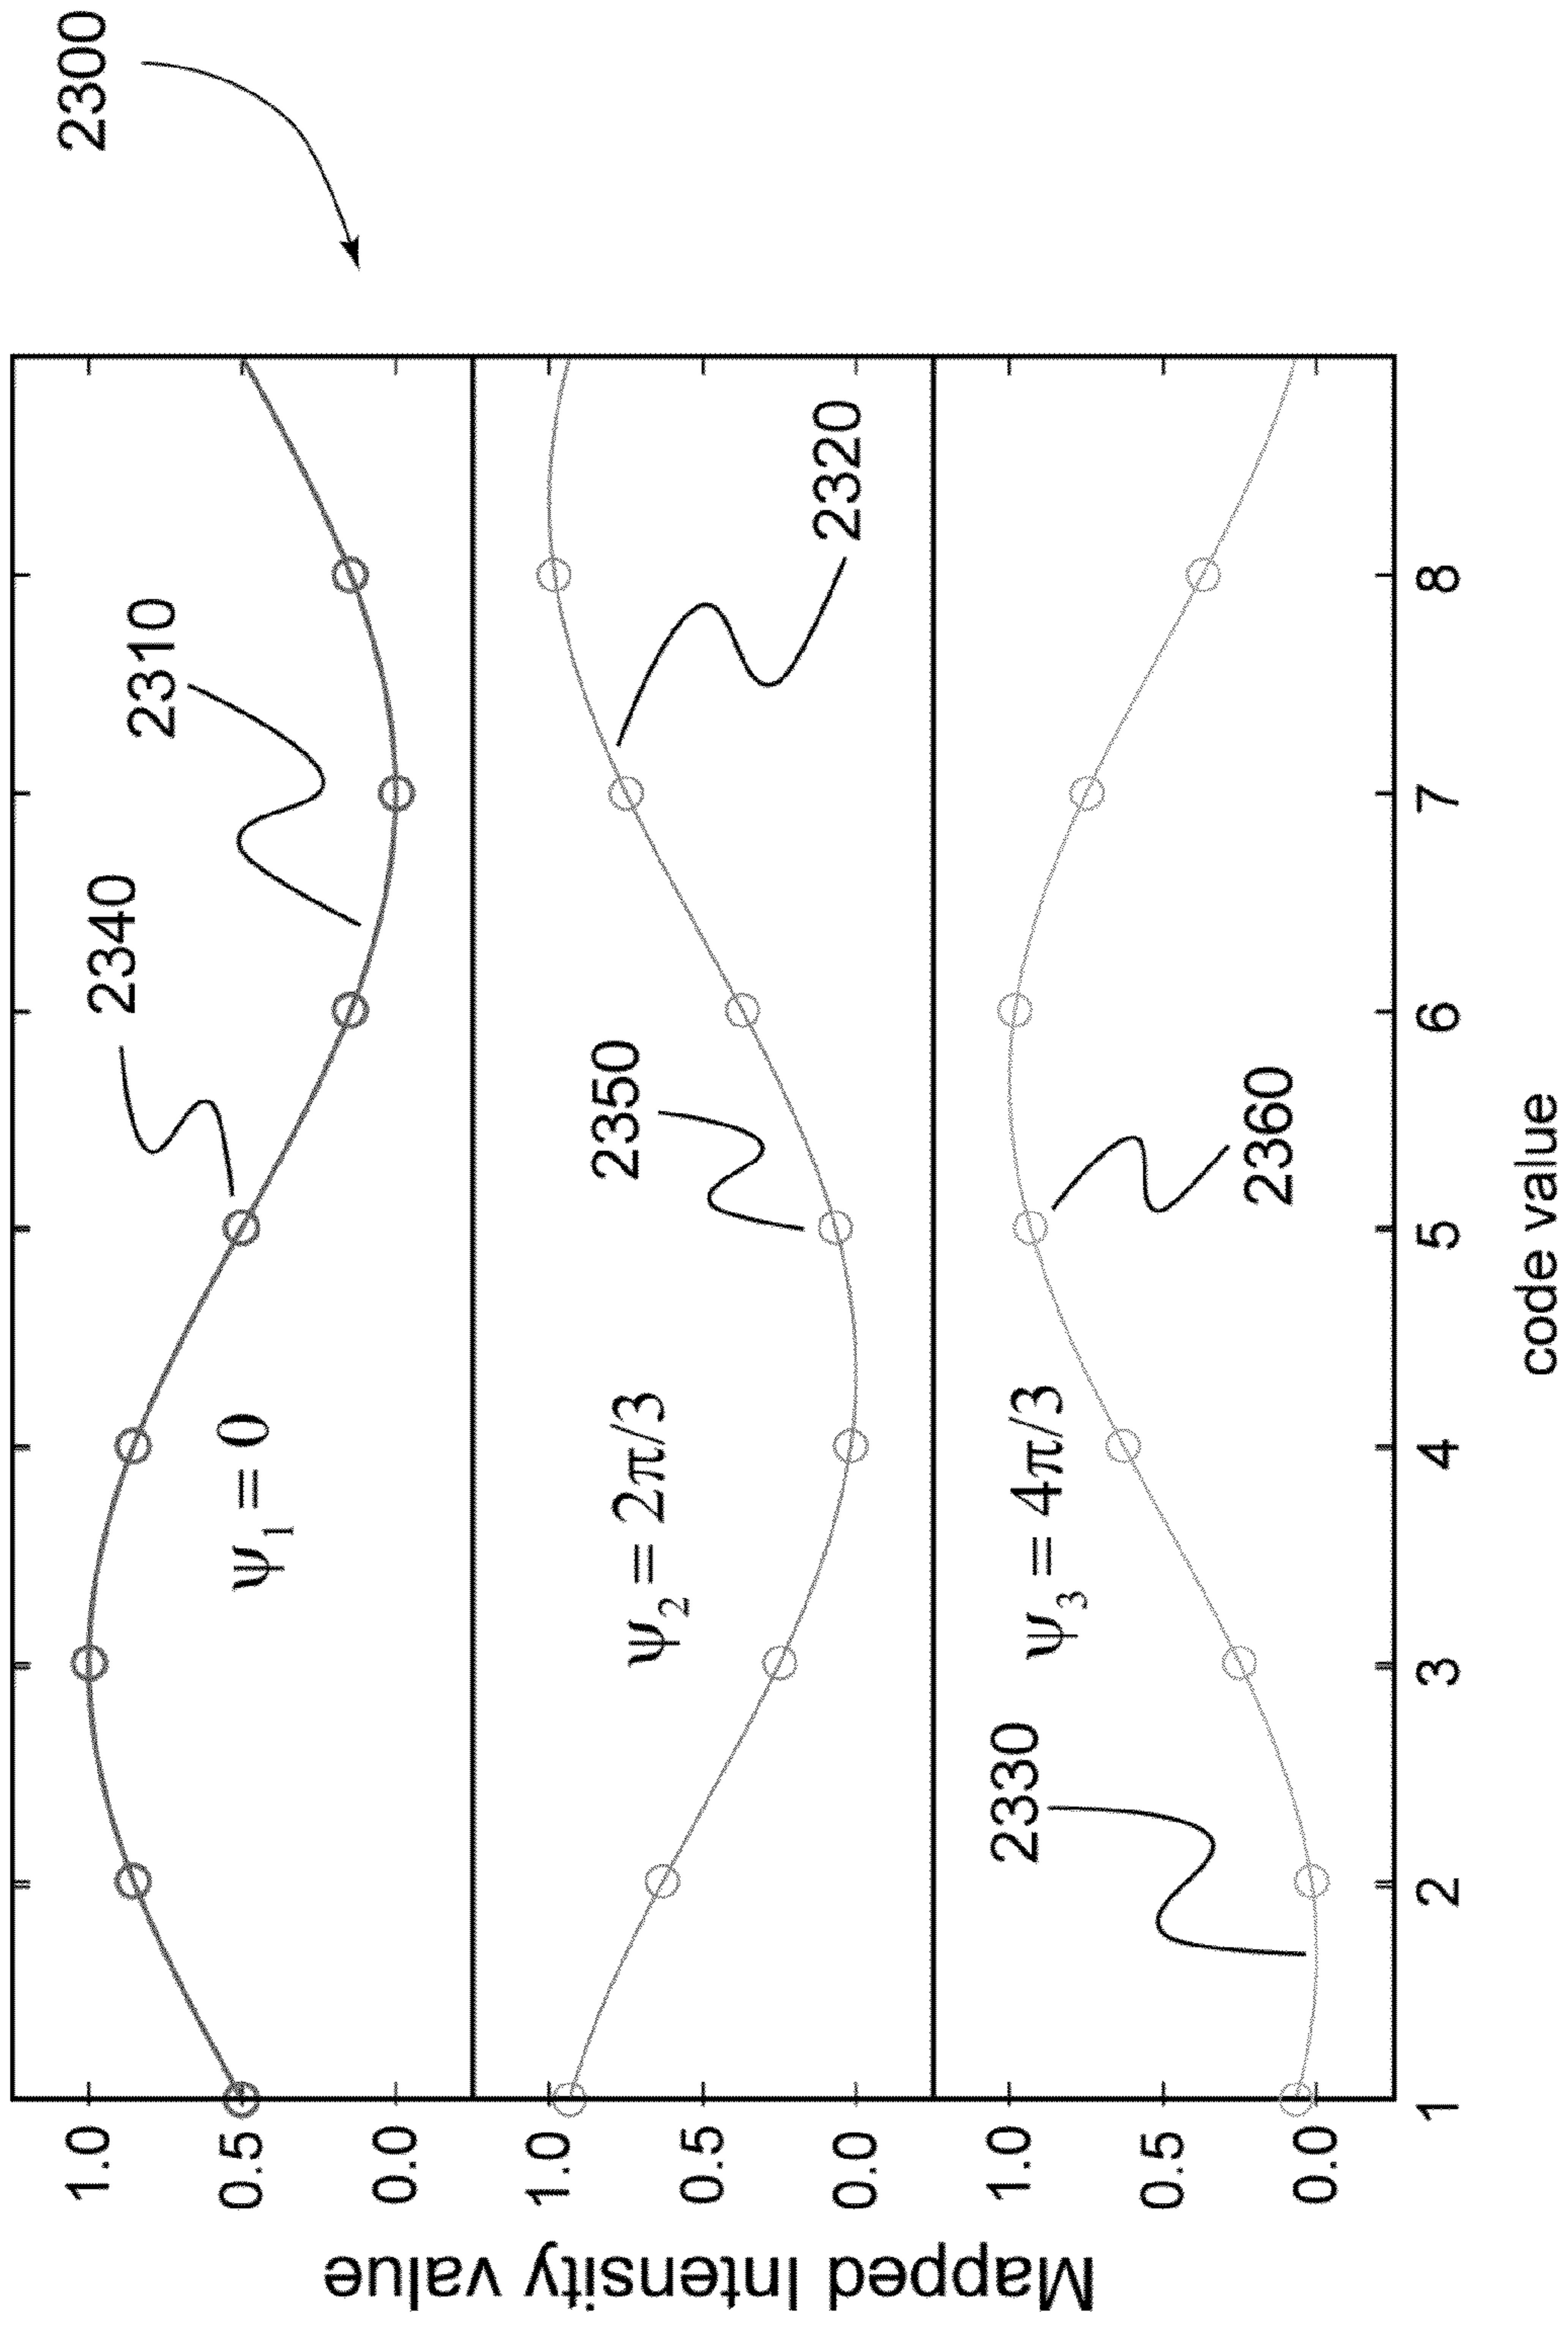 2300
1.0
0.5
0.0
2340
2310
ψ1 = 0
1.0
0.5
0.0
ψ2 = 2π/3
2350
2320
1.0
0.5
0.0
2330
ψ3 = 4π/3
2360
1 2 3 4 5 6 7 8
code value
Mapped Intensity value